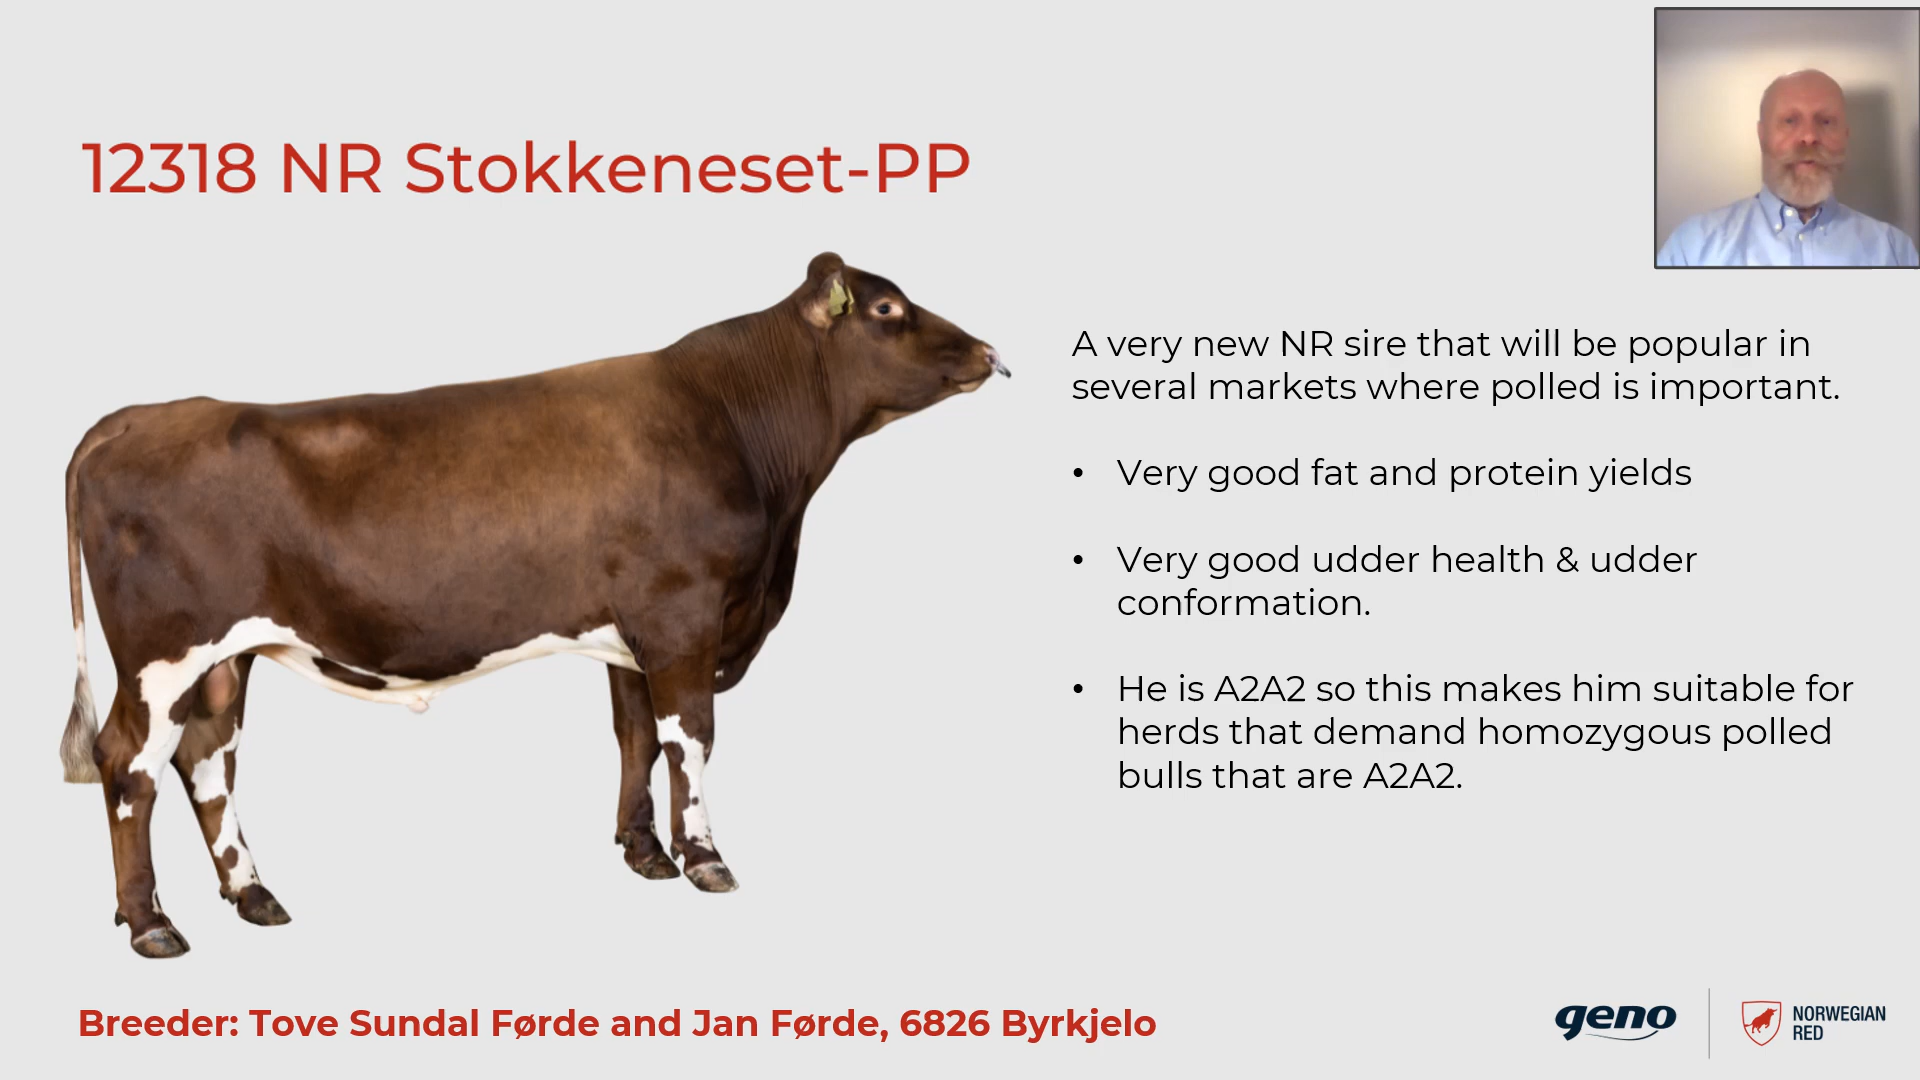 12318 NR Stokkeneset-PP
A very new NR sire that will be popular in
several markets where polled is important.
• Very good fat and protein yields
• Very good udder health & udder
conformation.
• He is A2A2 so this makes him suitable for
herds that demand homozygous polled
bulls that are A2A2.
Breeder: Tove Sundal Førde and Jan Førde, 6826 Byrkjelo
geno
NORWEGIAN
RED